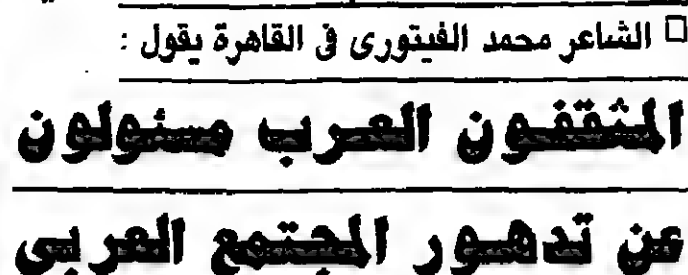 □ الشاعر محمد الفيتورى فى القاهرة يقول :
المثقفون العرب مسئولون
عن تدهور المجتمع العربى